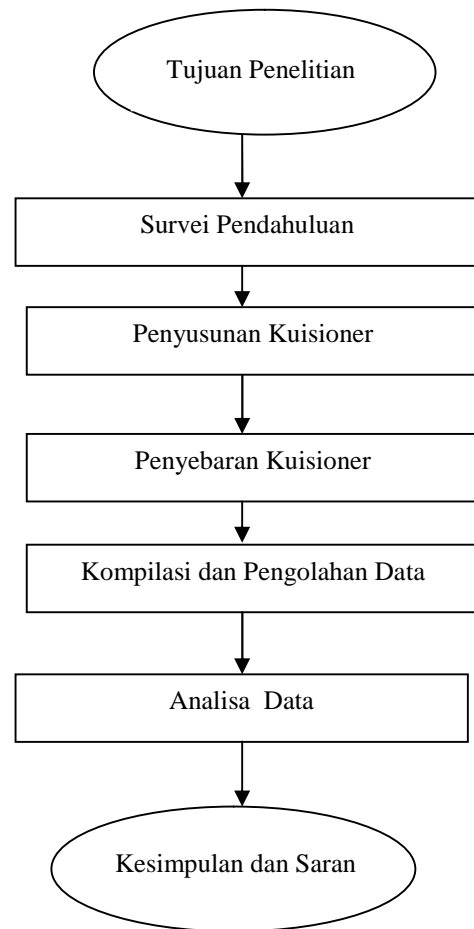 Tujuan Penelitian
Survei Pendahuluan
Penyusunan Kuisioner
Penyebaran Kuisioner
Kompilasi dan Pengolahan Data
Analisa Data
Kesimpulan dan Saran